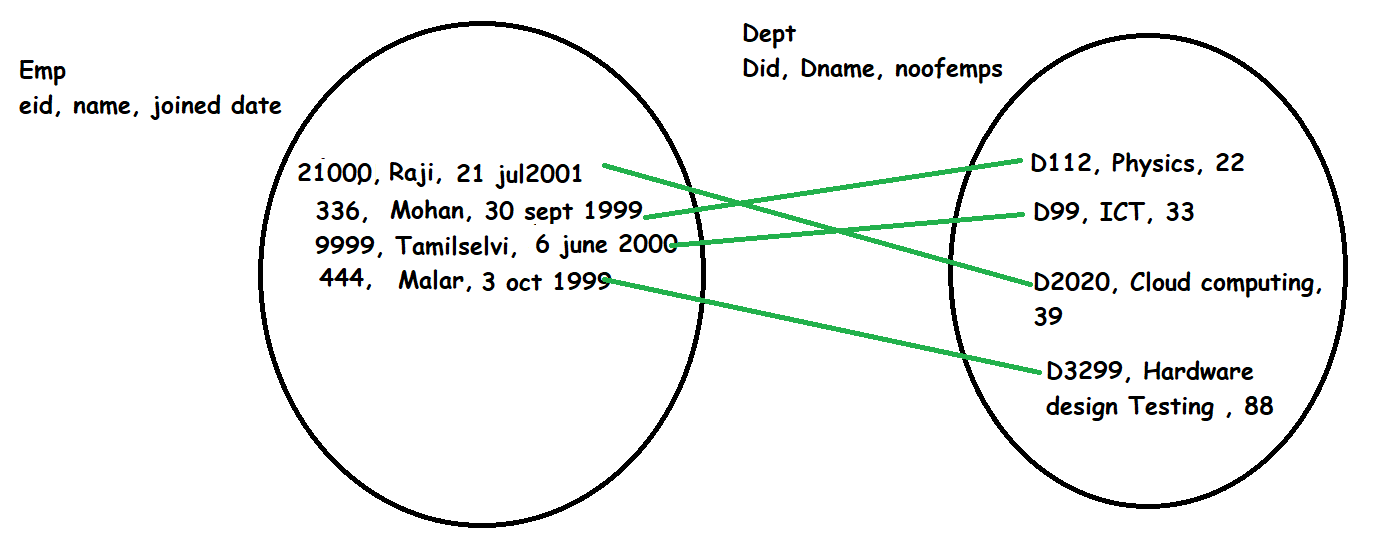 Emp
eid, name, joined date
Dept
Did, Dname, noofemps
21000, Raji, 21 jul2001
336, Mohan, 30 sept 1999
9999, Tamilselvi, 6 june 2000
444, Malar, 3 oct 1999
D112, Physics, 22
D99, ICT, 33
D2020, Cloud computing,
39
D3299, Hardware
design Testing , 88